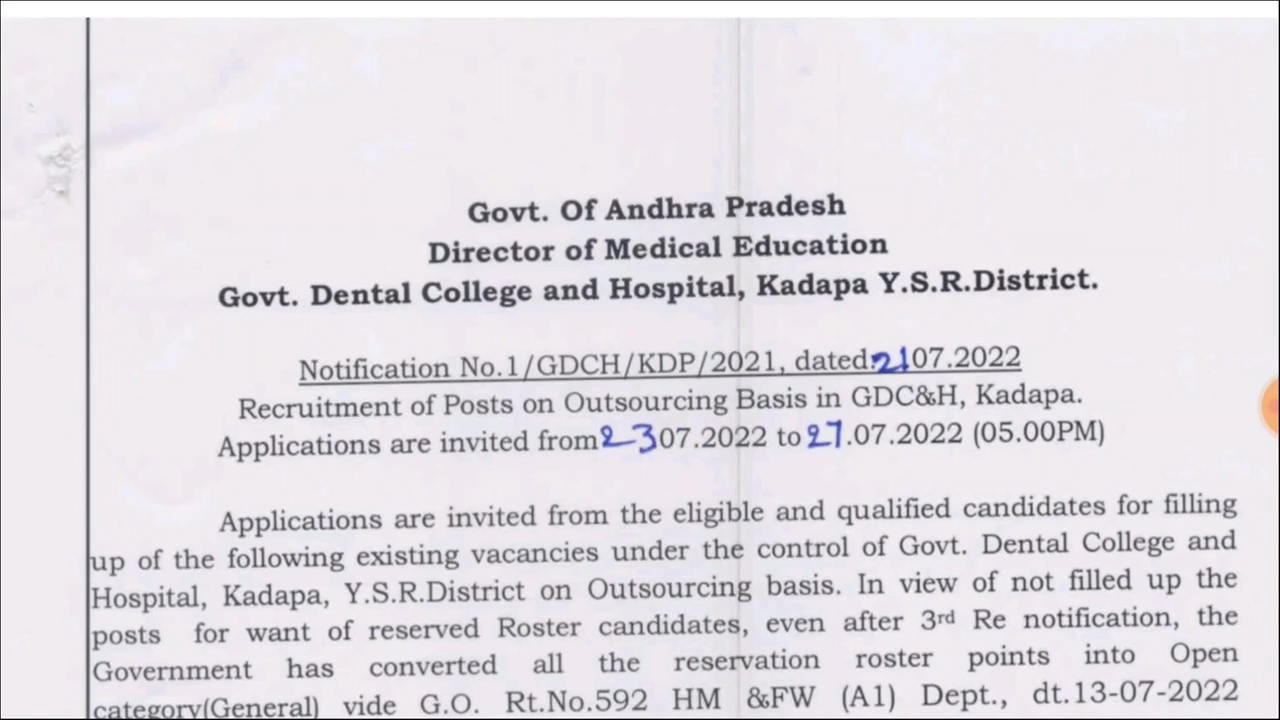 Govt. Of Andhra Pradesh
Director of Medical Education
Govt. Dental College and Hospital, Kadapa Y.S.R.District.
Notification No.1/GDCH/KDP/2021, dated:2107.2022
Recruitment of Posts on Outsourcing Basis in GDC&H, Kadapa.
Applications are invited from 2307.2022 to 27.07.2022 (05.00PM)
Applications are invited from the eligible and qualified candidates for filling
up of the following existing vacancies under the control of Govt. Dental College and
Hospital, Kadapa, Y.S.R.District on Outsourcing basis. In view of not filled up the
posts for want of reserved Roster candidates, even after 3rd Re notification, the
Government has converted all the reservation roster points into Open
category(General) vide G.O. Rt.No.592 HM &FW (A1) Dept., dt.13-07-2022